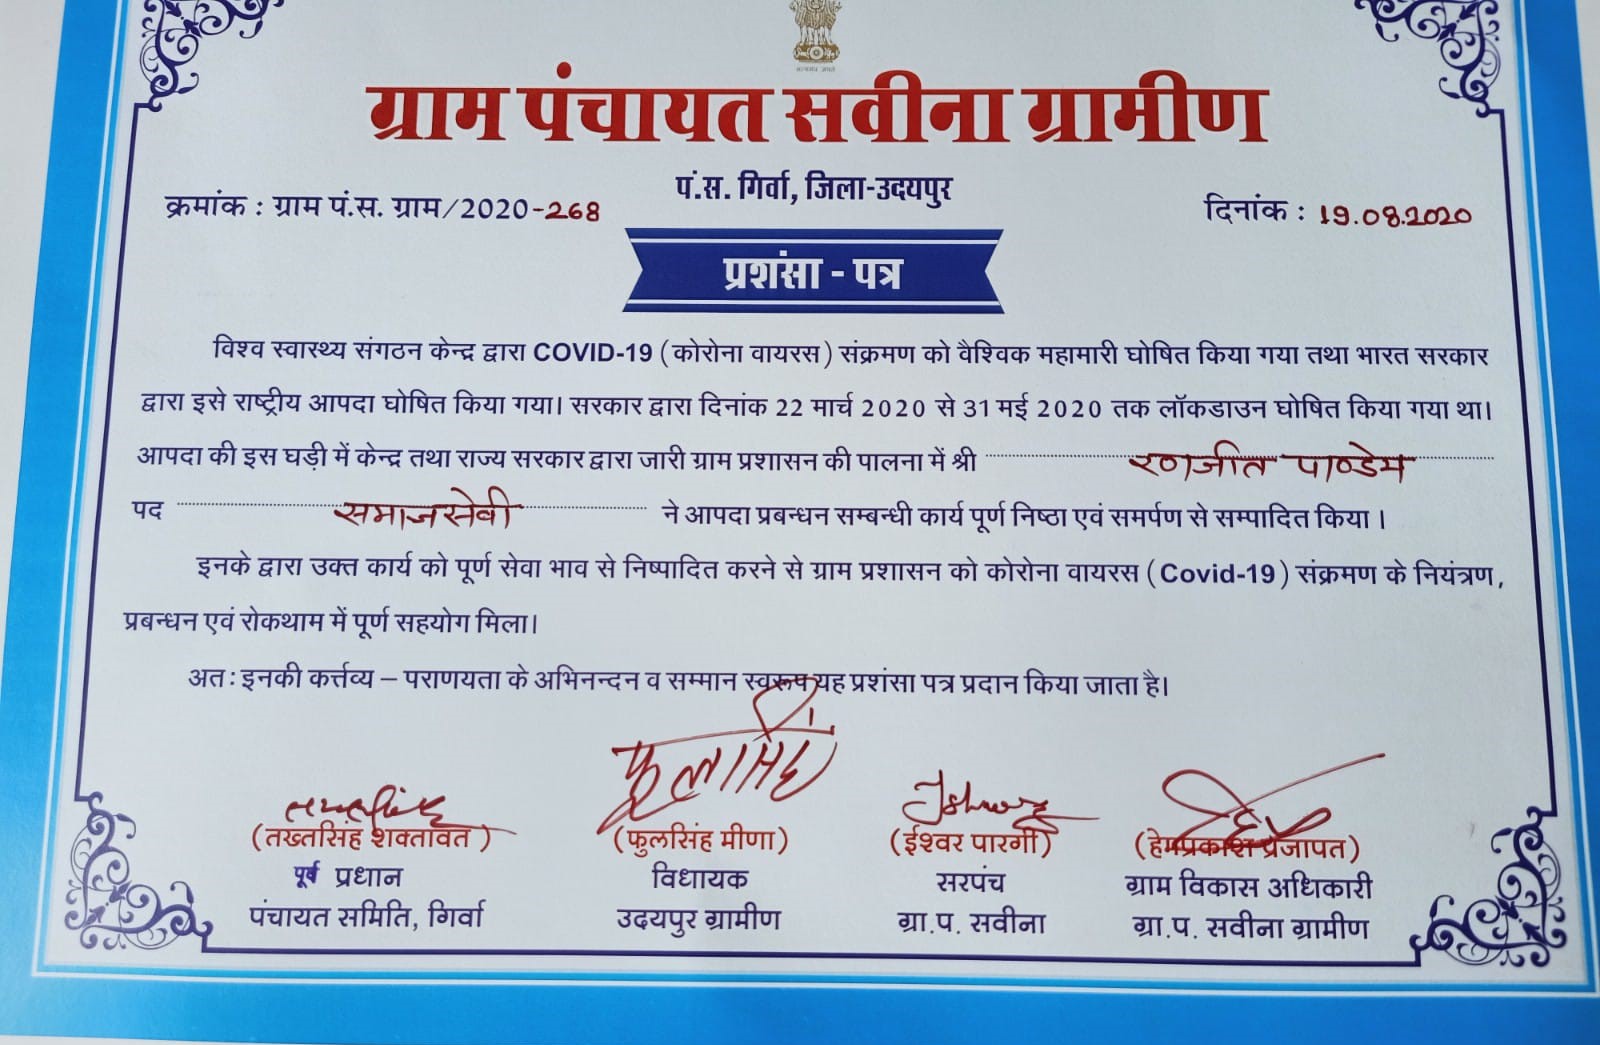 ग्राम पंचायत सवीना ग्रामीण
पं.स. गिर्वा, जिला-उदयपुर
क्रमांक : ग्राम पं.स. ग्राम/2020-268
दिनांक : 19.08.2020
प्रशंसा - पत्र
विश्व स्वास्थ्य संगठन केन्द्र द्वारा COVID-19 (कोरोना वायरस) संक्रमण को वैश्विक महामारी घोषित किया गया तथा भारत सरकार
द्वारा इसे राष्ट्रीय आपदा घोषित किया गया। सरकार द्वारा दिनांक 22 मार्च 2020 से 31 मई 2020 तक लॉकडाउन घोषित किया गया था।
आपदा की इस घड़ी में केन्द्र तथा राज्य सरकार द्वारा जारी ग्राम प्रशासन की पालना में श्री रणजीत पाण्डेय
पद समाजसेवी ने आपदा प्रबन्धन सम्बन्धी कार्य पूर्ण निष्ठा एवं समर्पण से सम्पादित किया ।
इनके द्वारा उक्त कार्य को पूर्ण सेवा भाव से निष्पादित करने से ग्राम प्रशासन को कोरोना वायरस (Covid-19) संक्रमण के नियंत्रण,
प्रबन्धन एवं रोकथाम में पूर्ण सहयोग मिला।
अतः इनकी कर्त्तव्य – पराणयता के अभिनन्दन व सम्मान स्वरूप यह प्रशंसा पत्र प्रदान किया जाता है।
फूलसिंह
(तख्तसिंह शक्तावत) (फुलसिंह मीणा) (ईश्वर पारगी) (हेमप्रकाश प्रजापत)
पूर्व प्रधान विधायक सरपंच ग्राम विकास अधिकारी
पंचायत समिति, गिर्वा उदयपुर ग्रामीण ग्रा.प. सवीना ग्रा.प. सवीना ग्रामीण